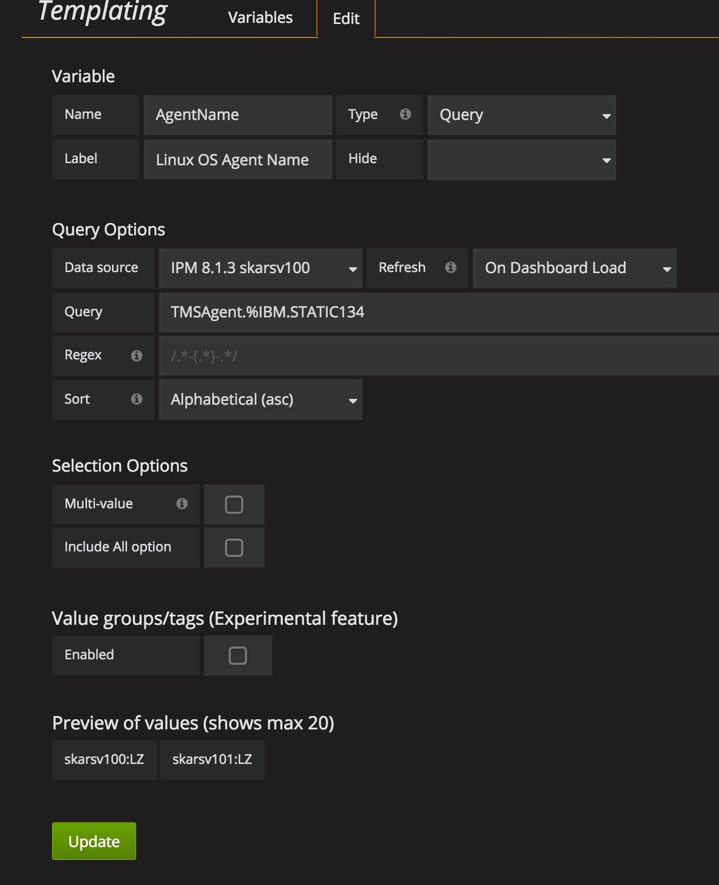 Templating Variables Edit
Variable
Name AgentName Type Query
Label Linux OS Agent Name Hide
Query Options
Data source IPM 8.1.3 skarsv100 Refresh On Dashboard Load
Query TMSAgent.%IBM.STATIC134
Regex /.*-(.*)-.*/
Sort Alphabetical (asc)
Selection Options
Multi-value
Include All option
Value groups/tags (Experimental feature)
Enabled
Preview of values (shows max 20)
skarsv100:LZ skarsv101:LZ
Update